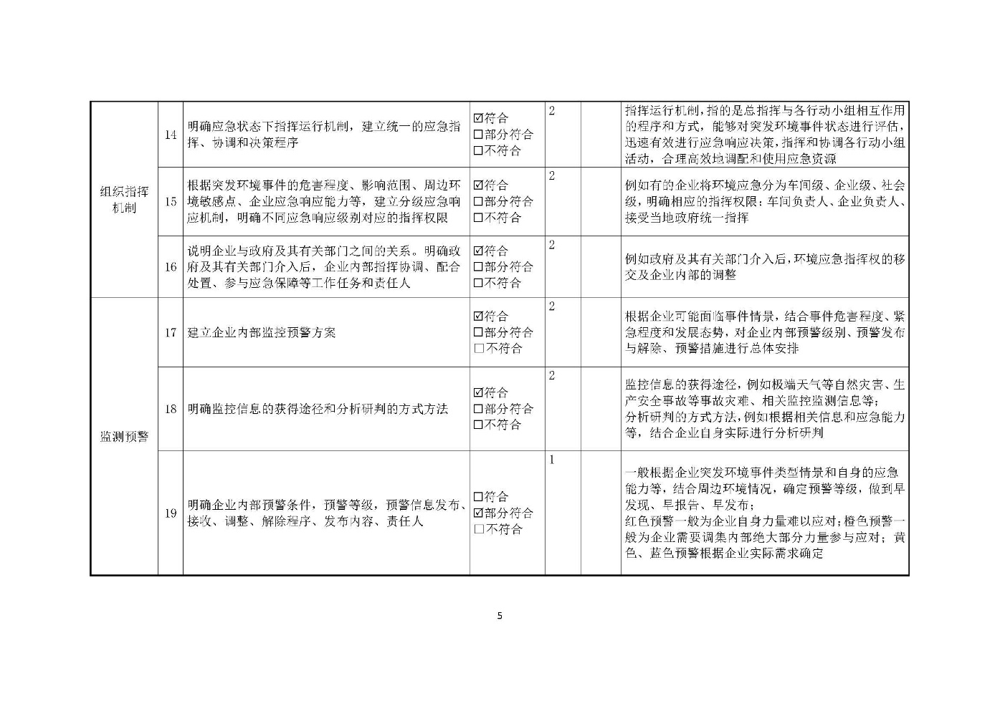 组织指挥
机制
14
明确应急状态下指挥运行机制，建立统一的应急指
挥、协调和决策程序
☑符合
☐部分符合
☐不符合
2
指挥运行机制，指的是总指挥与各行动小组相互作用
的程序和方式，能够对突发环境事件状态进行评估，
迅速有效进行应急响应决策，指挥和协调各行动小组
活动，合理高效地调配和使用应急资源
15
根据突发环境事件的危害程度、影响范围、周边环
境敏感点、企业应急响应能力等，建立分级应急响
应机制，明确不同应急响应级别对应的指挥权限
☑符合
☐部分符合
☐不符合
2
例如有的企业将环境应急分为车间级、企业级、社会
级，明确相应的指挥权限：车间负责人、企业负责人、
接受当地政府统一指挥
16
说明企业与政府及其有关部门之间的关系。明确政
府及其有关部门介入后，企业内部指挥协调、配合
处置、参与应急保障等工作任务和责任人
☑符合
☐部分符合
☐不符合
2
例如政府及其有关部门介入后，环境应急指挥权的移
交及企业内部的调整
监测预警
17
建立企业内部监控预警方案
☑符合
☐部分符合
☐不符合
2
根据企业可能面临事件情景，结合事件危害程度、紧
急程度和发展态势，对企业内部预警级别、预警发布
与解除、预警措施进行总体安排
18
明确监控信息的获得途径和分析研判的方式方法
☑符合
☐部分符合
☐不符合
2
监控信息的获得途径，例如极端天气等自然灾害、生
产安全事故等事故灾难、相关监控监测信息等；
分析研判的方式方法，例如根据相关信息和应急能力
等，结合企业自身实际进行分析研判
19
明确企业内部预警条件，预警等级，预警信息发布、
接收、调整、解除程序、发布内容、责任人
☐符合
☑部分符合
☐不符合
1
一般根据企业突发环境事件类型情景和自身的应急
能力等，结合周边环境情况，确定预警等级，做到早
发现、早报告、早发布；
红色预警一般为企业自身力量难以应对；橙色预警一
般为企业需要调集内部绝大部分力量参与应对；黄
色、蓝色预警根据企业实际需求确定
5